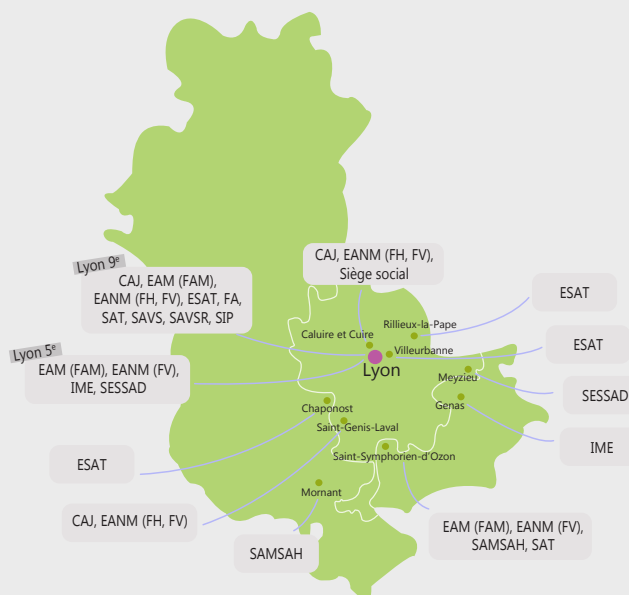 CAJ, EANM (FH, FV),
Siège social
Lyon 9e
CAJ, EAM (FAM),
EANM (FH, FV), ESAT, FA,
SAT, SAVS, SAVSR, SIP
ESAT
Rillieux-la-Pape
Caluire et Cuire
Villeurbanne
ESAT
Lyon 5e
EAM (FAM), EANM (FV),
IME, SESSAD
Lyon
Meyzieu
SESSAD
Genas
Chaponost
Saint-Genis-Laval
IME
Saint-Symphorien-d'Ozon
ESAT
Mornant
CAJ, EANM (FH, FV)
EAM (FAM), EANM (FV),
SAMSAH, SAT
SAMSAH